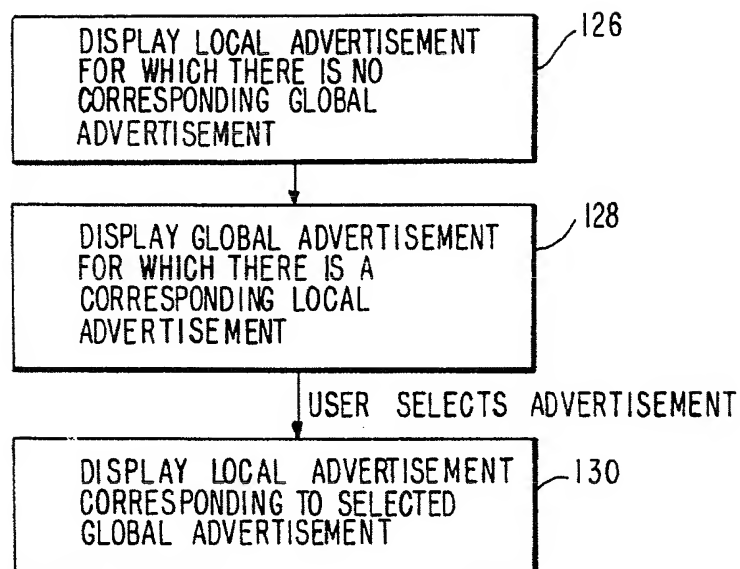 DISPLAY LOCAL ADVERTISEMENT
FOR WHICH THERE IS NO
CORRESPONDING GLOBAL
ADVERTISEMENT
126
DISPLAY GLOBAL ADVERTISEMENT
FOR WHICH THERE IS A
CORRESPONDING LOCAL
ADVERTISEMENT
128
USER SELECTS ADVERTISEMENT
DISPLAY LOCAL ADVERTISEMENT
CORRESPONDING TO SELECTED
GLOBAL ADVERTISEMENT
130